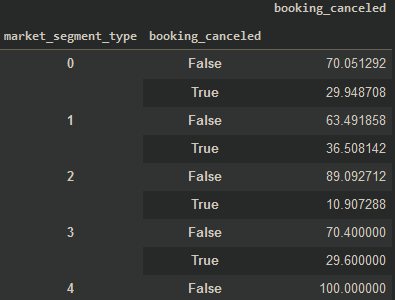 booking_canceled
market_segment_type booking_canceled
0 False 70.051292
True 29.948708
1 False 63.491858
True 36.508142
2 False 89.092712
True 10.907288
3 False 70.400000
True 29.600000
4 False 100.000000